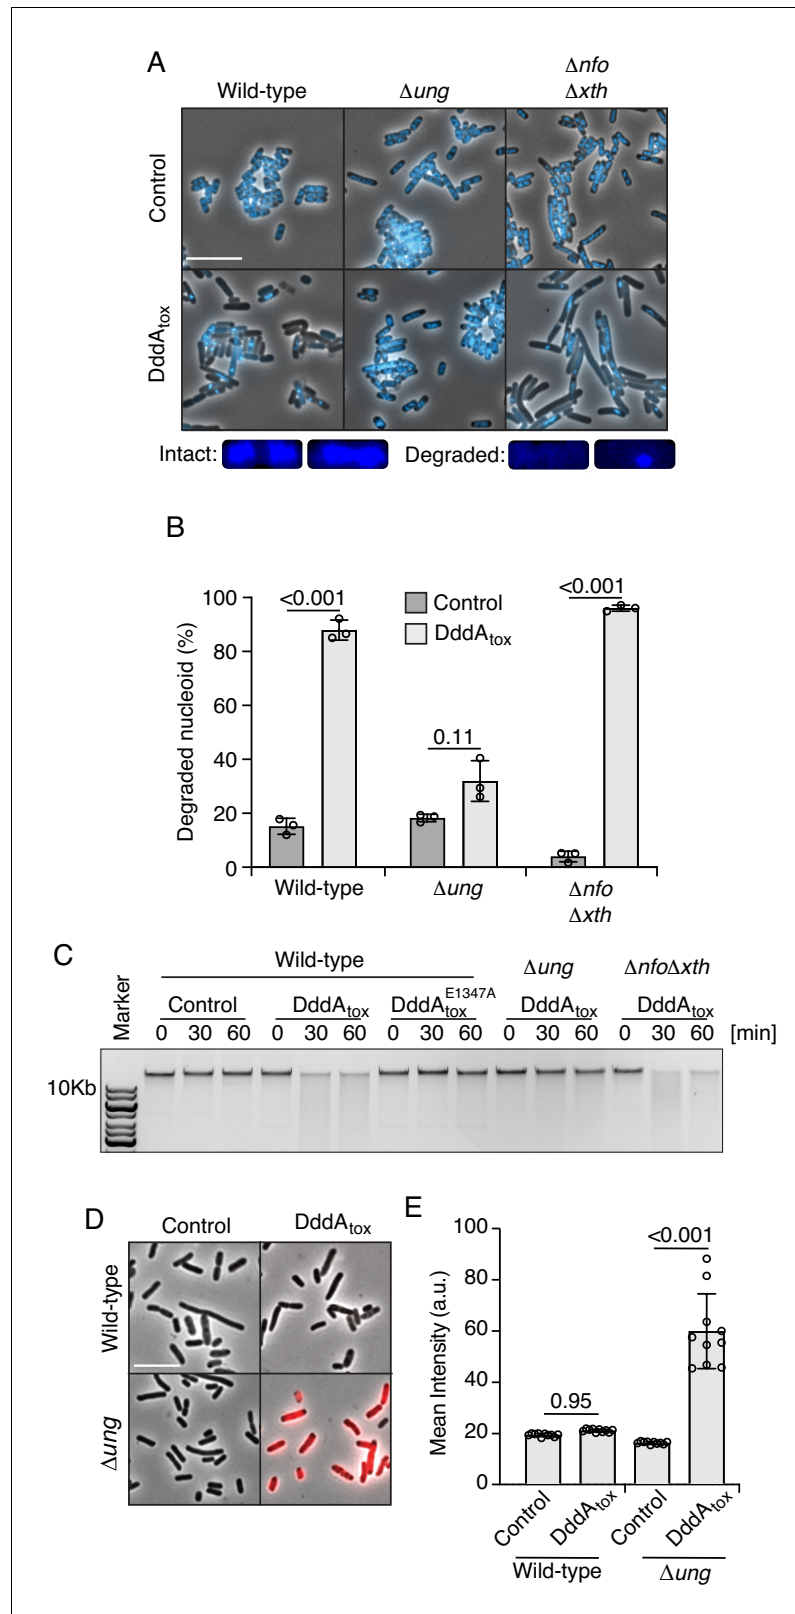 A
Wild-type Δung Δnfo
Δxth
Control
DddAtox
Intact: Degraded:
B
Degraded nucleoid (%)
100
80
60
40
20
0
<0.001
0.11
<0.001
Control
DddAtox
Wild-type Δung Δnfo
Δxth
C
Marker
Wild-type Δung ΔnfoΔxth
Control DddAtox DddAtox E1347A DddAtox DddAtox
0 30 60 0 30 60 0 30 60 0 30 60 0 30 60 [min]
10Kb
D
Control DddAtox
Wild-type
Δung
E
Mean Intensity (a.u.)
100
80
60
40
20
0
0.95
<0.001
Control DddAtox Control DddAtox
Wild-type Δung